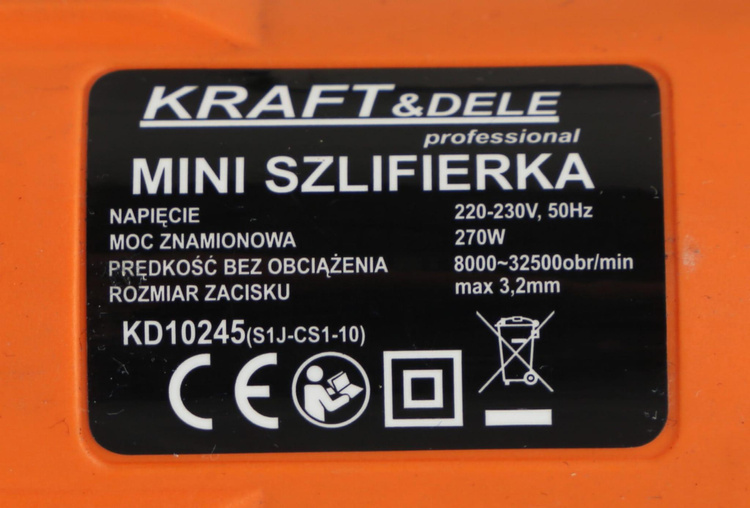 KRAFT&DELE
professional
MINI SZLIFIERKA
NAPIĘCIE 220-230V, 50Hz
MOC ZNAMIONOWA 270W
PRĘDKOŚĆ BEZ OBCIĄŻENIA 8000~32500obr/min
ROZMIAR ZACISKU max 3,2mm
KD10245(S1J-CS1-10)
CE